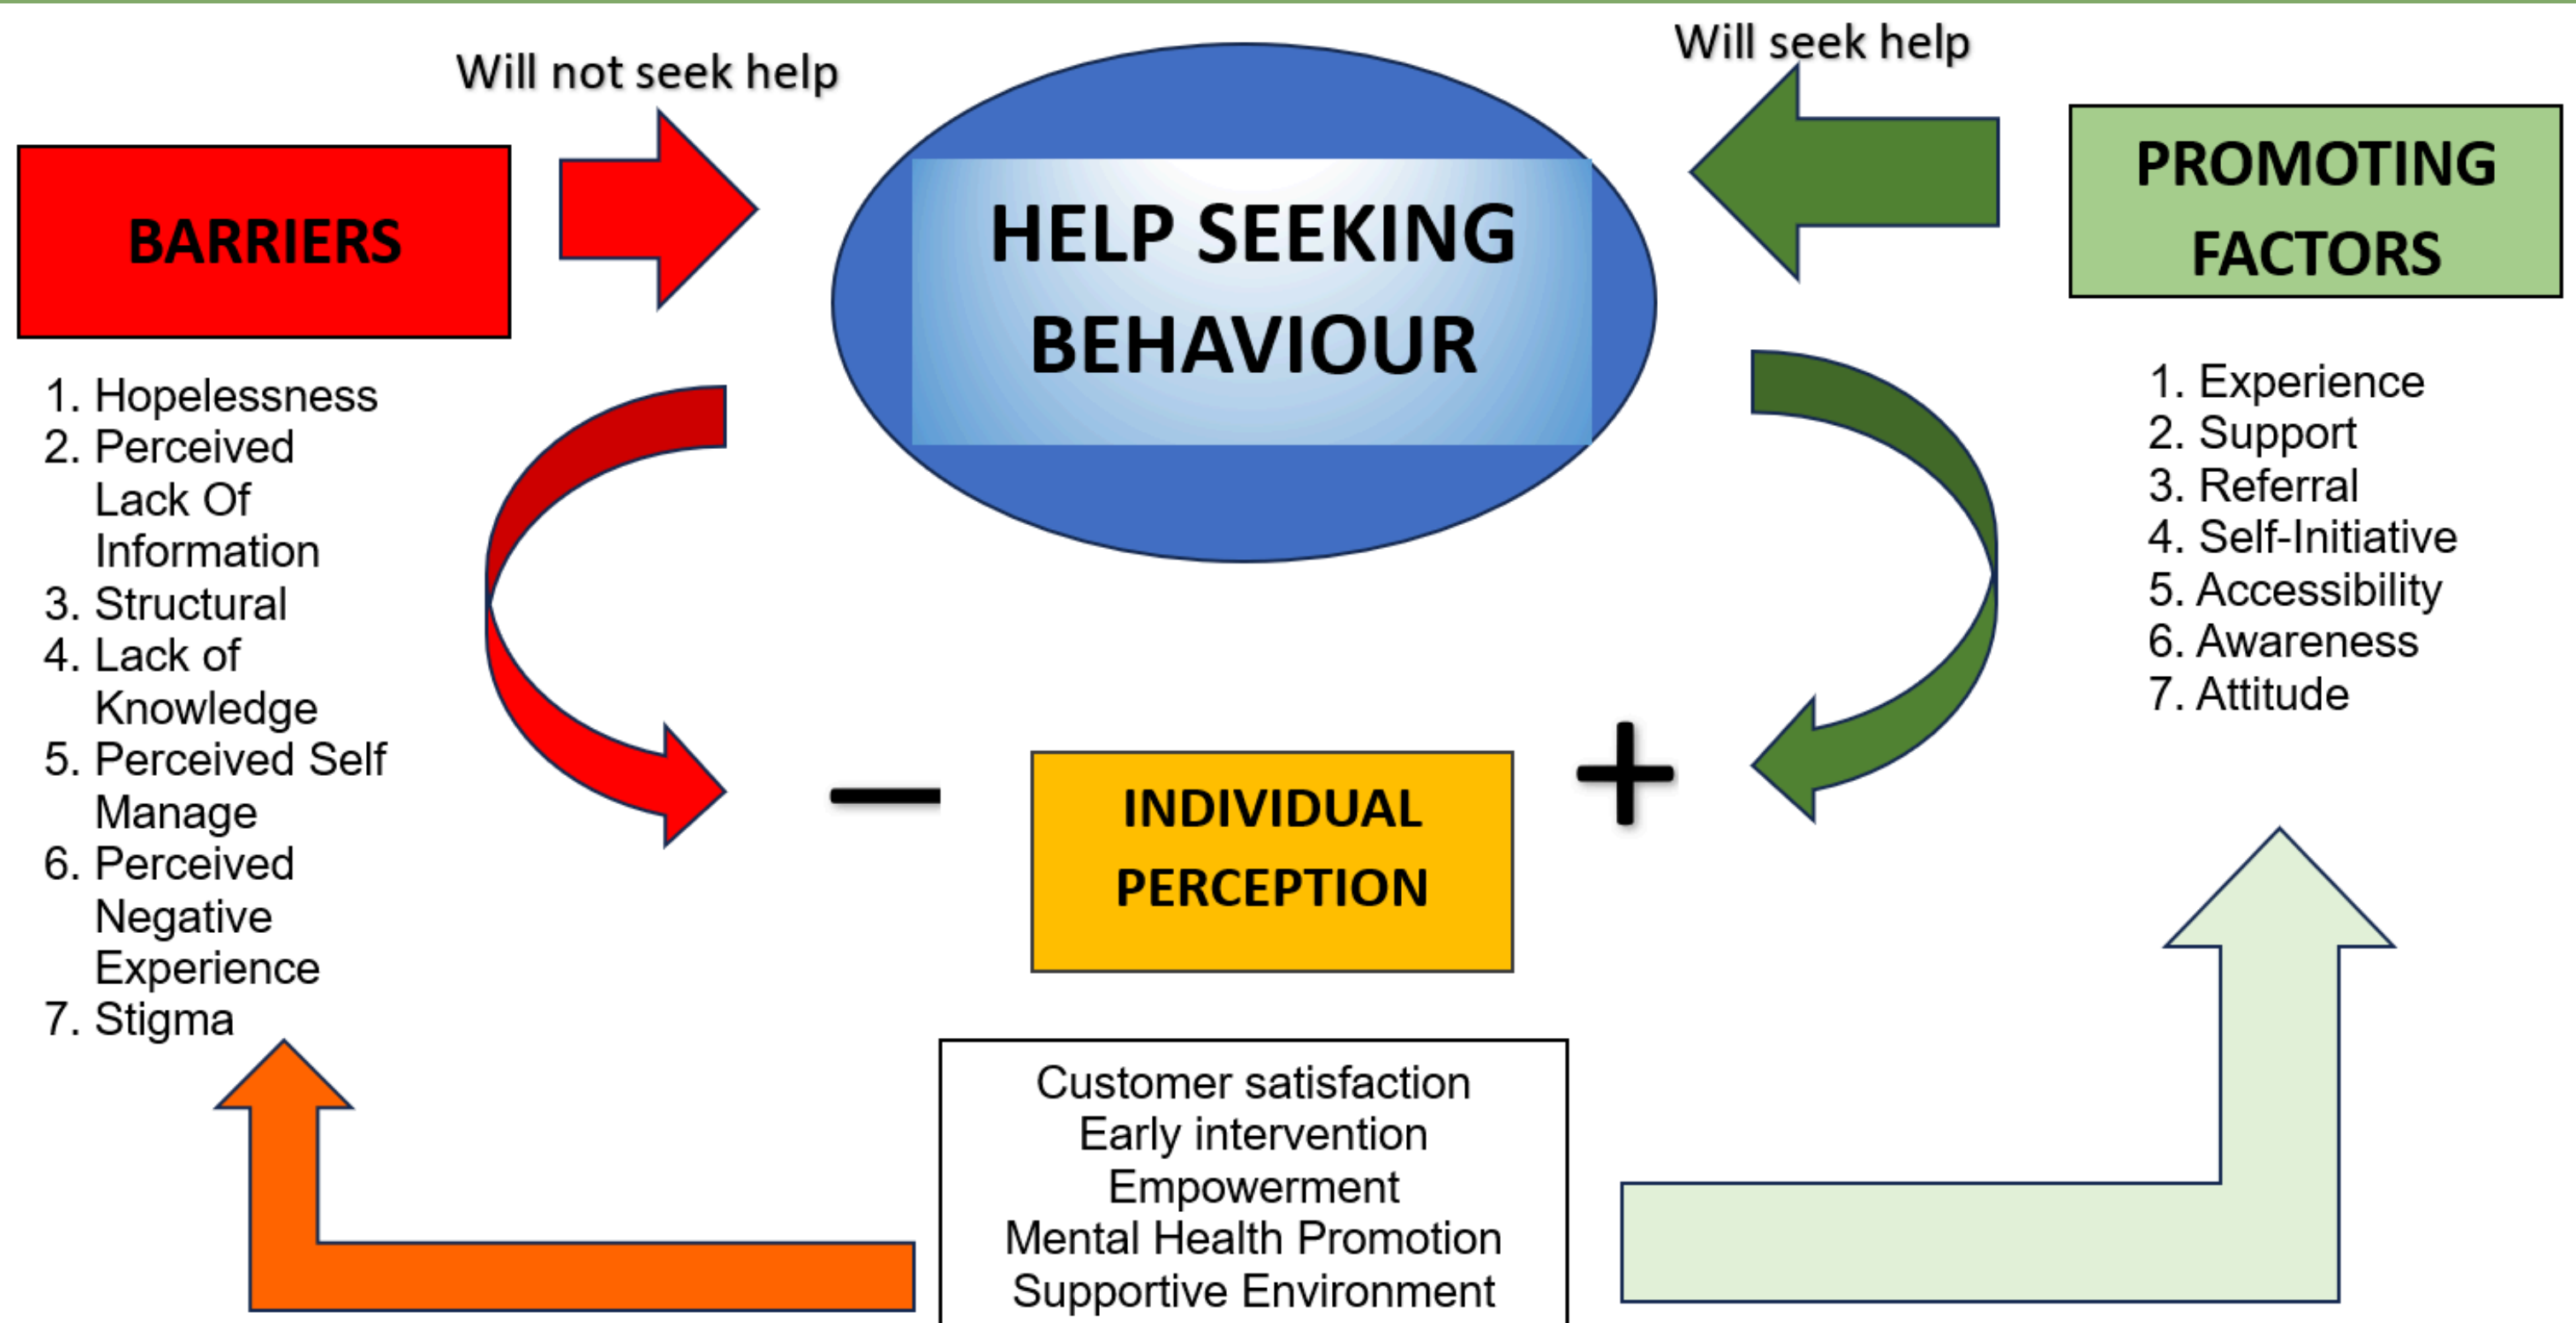 Will not seek help
Will seek help
BARRIERS
HELP SEEKING
BEHAVIOUR
PROMOTING
FACTORS
1. Hopelessness
2. Perceived
Lack Of
Information
3. Structural
4. Lack of
Knowledge
5. Perceived Self
Manage
6. Perceived
Negative
Experience
7. Stigma
1. Experience
2. Support
3. Referral
4. Self-Initiative
5. Accessibility
6. Awareness
7. Attitude
–
+
INDIVIDUAL
PERCEPTION
Customer satisfaction
Early intervention
Empowerment
Mental Health Promotion
Supportive Environment